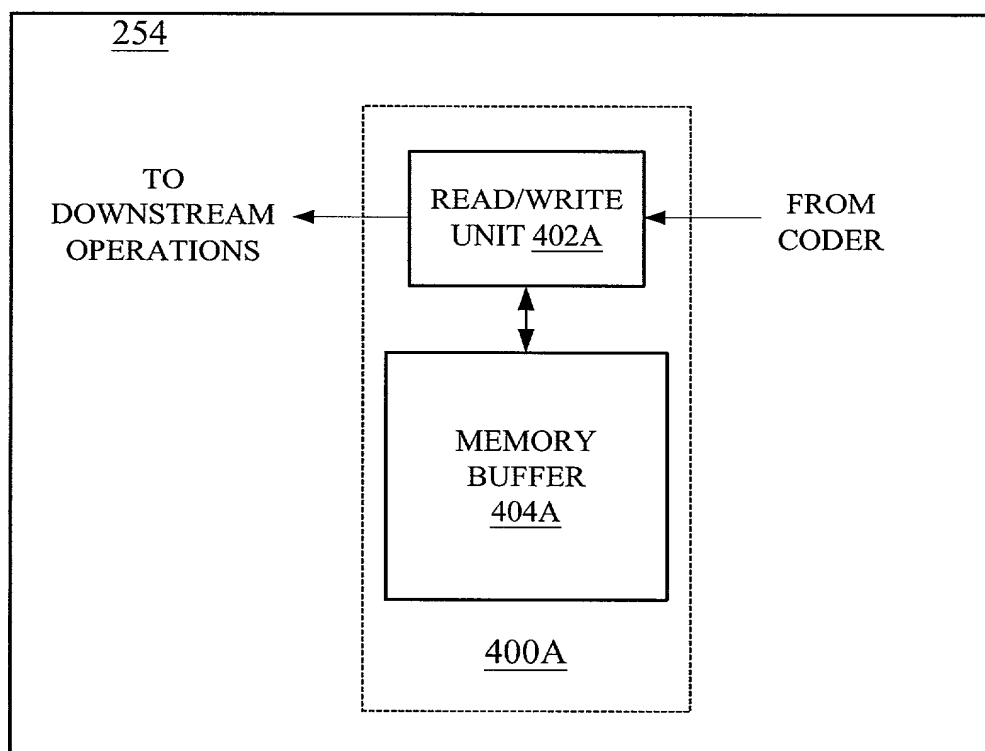 254
TO
DOWNSTREAM
OPERATIONS
READ/WRITE
UNIT 402A
FROM
CODER
MEMORY
BUFFER
404A
400A